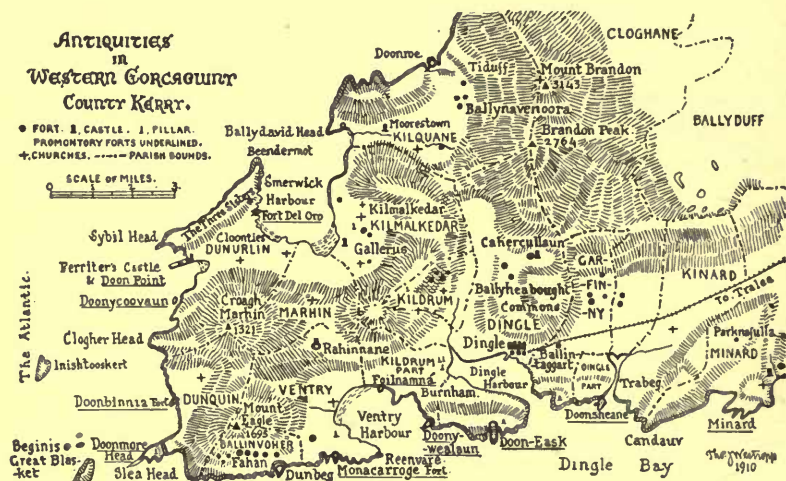 Antiquities
in
Western Corcaguiny
County Kerry.
• FORT. CASTLE. PILLAR.
PROMONTORY FORTS UNDERLINED.
+ CHURCHES. -·-·- PARISH BOUNDS.
SCALE OF MILES.
0 1 2 3
CLOGHANE
Doonroe
Tiduff
Mount Brandon
3143
Ballynavenoora
BALLYDUFF
Moorestown
KILQUANE
Ballydavid Head
Brandon Peak
2764
Beendermot
Smerwick
Harbour
The Three Sisters
Fort Del Oro
Kilmalkedar
KILMALKEDAR
Sybil Head
Cloonties
DUNURLIN
Gallerus
Cahercullaun
GAR-
FIN-
NY
KINARD
Ferriter's Castle
& Doon Point
Doonycoovaun
KILDRUM
Ballyheabought
Commons
DINGLE
To Tralee
Croagh
Marhin
1321
MARHIN
The Atlantic.
Clogher Head
Rahinnane
Dingle
Parknafulla
MINARD
Inishtooskert
KILDRUM
PART
Dingle
Harbour
Ballin-
taggart
DINGLE
PART
Trabeg
Foilnamna
Burnham
Doonbinnia Fort
DUNQUIN
VENTRY
Mount
Eagle
1695
Ventry
Harbour
Doonsheane
Minard
BALLINVOHER
Doony-
wealaun
Doon-Eask
Candauv
Beginis
Great Blas-
ket
Doonmore
Head
Slea Head
Fahan
Dunbeg
Reenvare
Monacarroge Fort
Dingle Bay
1910